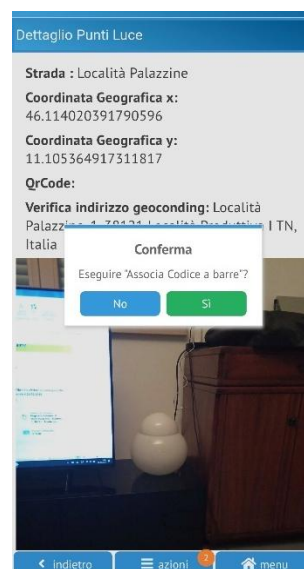 Dettaglio Punti Luce
Strada : Località Palazzine
Coordinata Geografica x:
46.114020391790596
Coordinata Geografica y:
11.105364917311817
QrCode:
Verifica indirizzo geoconding: Località
TN,
Italia
Conferma
Eseguire "Associa Codice a barre"?
No
Sì
indietro
azioni
2
menu